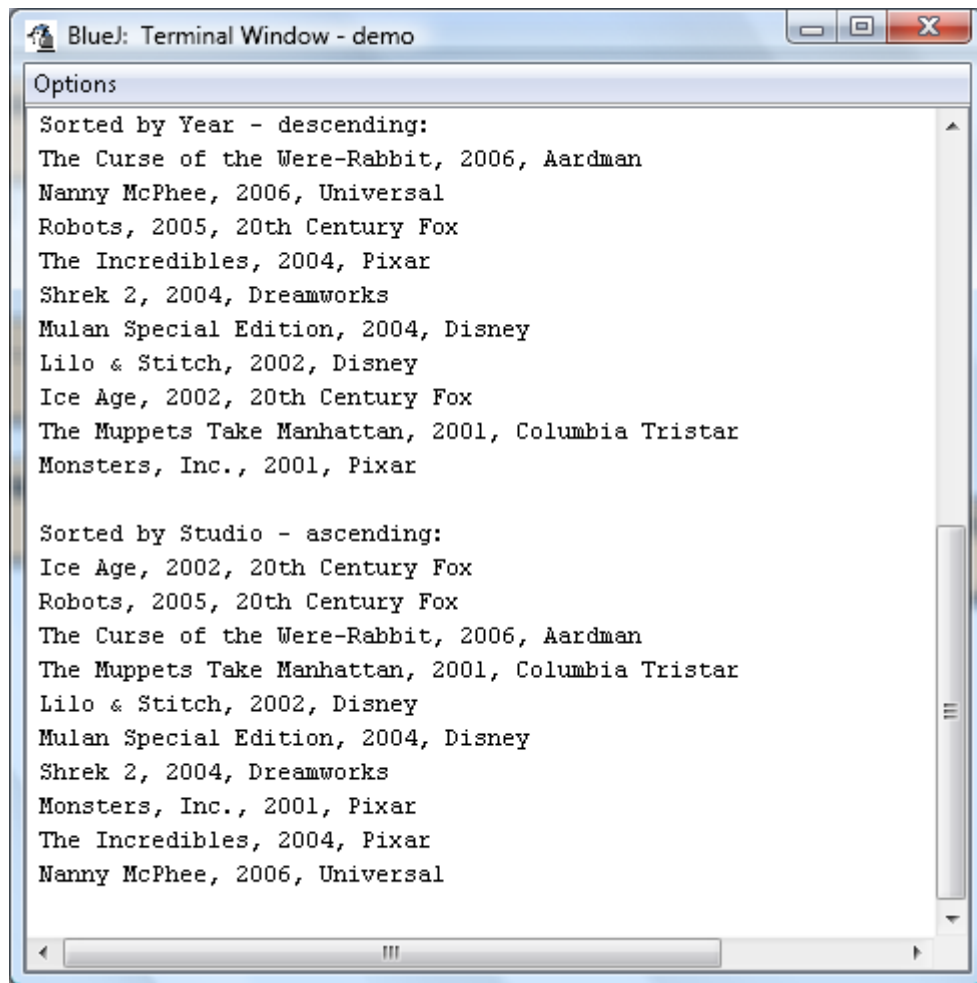 BlueJ: Terminal Window - demo
Options
Sorted by Year - descending:
The Curse of the Were-Rabbit, 2006, Aardman
Nanny McPhee, 2006, Universal
Robots, 2005, 20th Century Fox
The Incredibles, 2004, Pixar
Shrek 2, 2004, Dreamworks
Mulan Special Edition, 2004, Disney
Lilo & Stitch, 2002, Disney
Ice Age, 2002, 20th Century Fox
The Muppets Take Manhattan, 2001, Columbia Tristar
Monsters, Inc., 2001, Pixar

Sorted by Studio - ascending:
Ice Age, 2002, 20th Century Fox
Robots, 2005, 20th Century Fox
The Curse of the Were-Rabbit, 2006, Aardman
The Muppets Take Manhattan, 2001, Columbia Tristar
Lilo & Stitch, 2002, Disney
Mulan Special Edition, 2004, Disney
Shrek 2, 2004, Dreamworks
Monsters, Inc., 2001, Pixar
The Incredibles, 2004, Pixar
Nanny McPhee, 2006, Universal